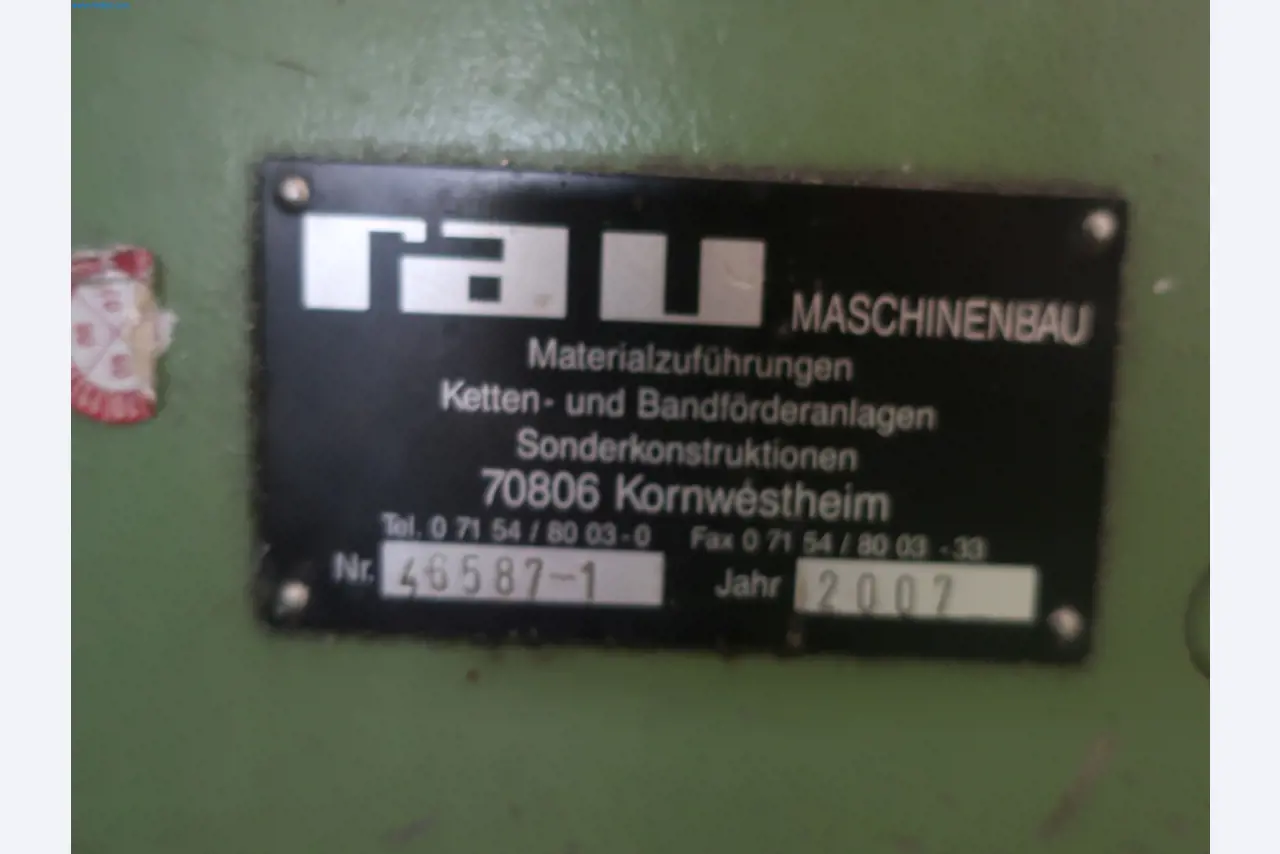 rau MASCHINENBAU
Materialzuführungen
Ketten- und Bandförderanlagen
Sonderkonstruktionen
70806 Kornwestheim
Tel. 0 71 54 / 80 03-0 Fax 0 71 54 / 80 03 -33
Nr. 46587-1 Jahr 2007